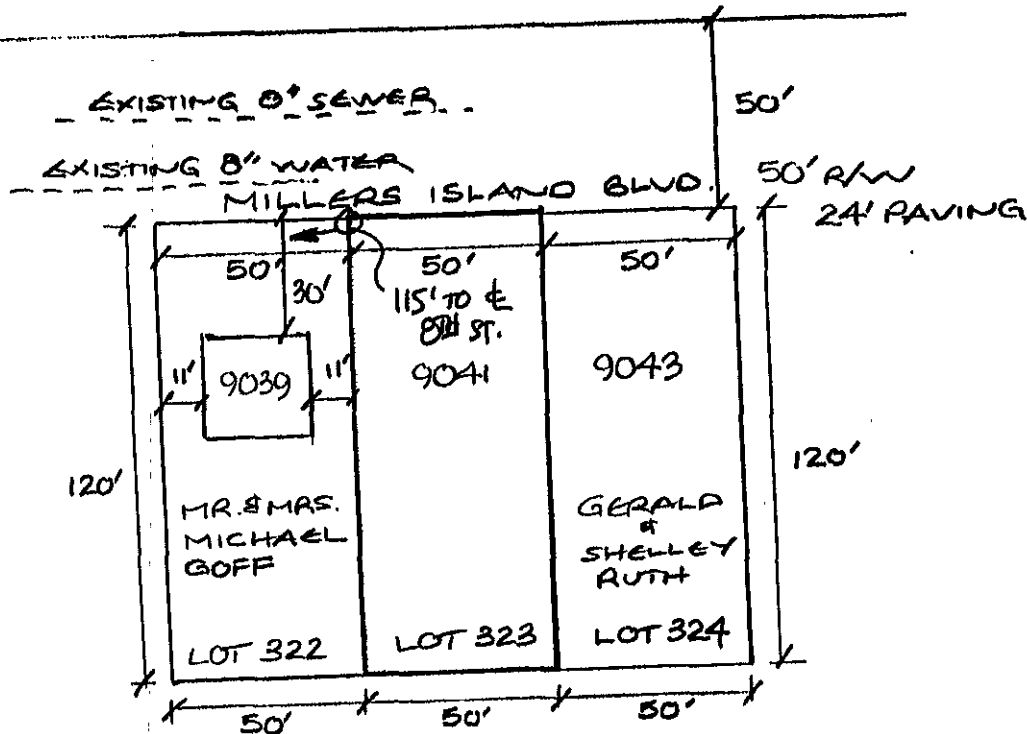 EXISTING 8" SEWER
50'
EXISTING 8" WATER
MILLERS ISLAND BLVD.
50' R/W
24' PAVING
50'
50'
50'
30'
115' TO ℄
8TH ST.
11'
9039
11'
9041
9043
120'
120'
MR. & MRS.
MICHAEL
GOFF
GERALD
&
SHELLEY
RUTH
LOT 322
LOT 323
LOT 324
50'
50'
50'